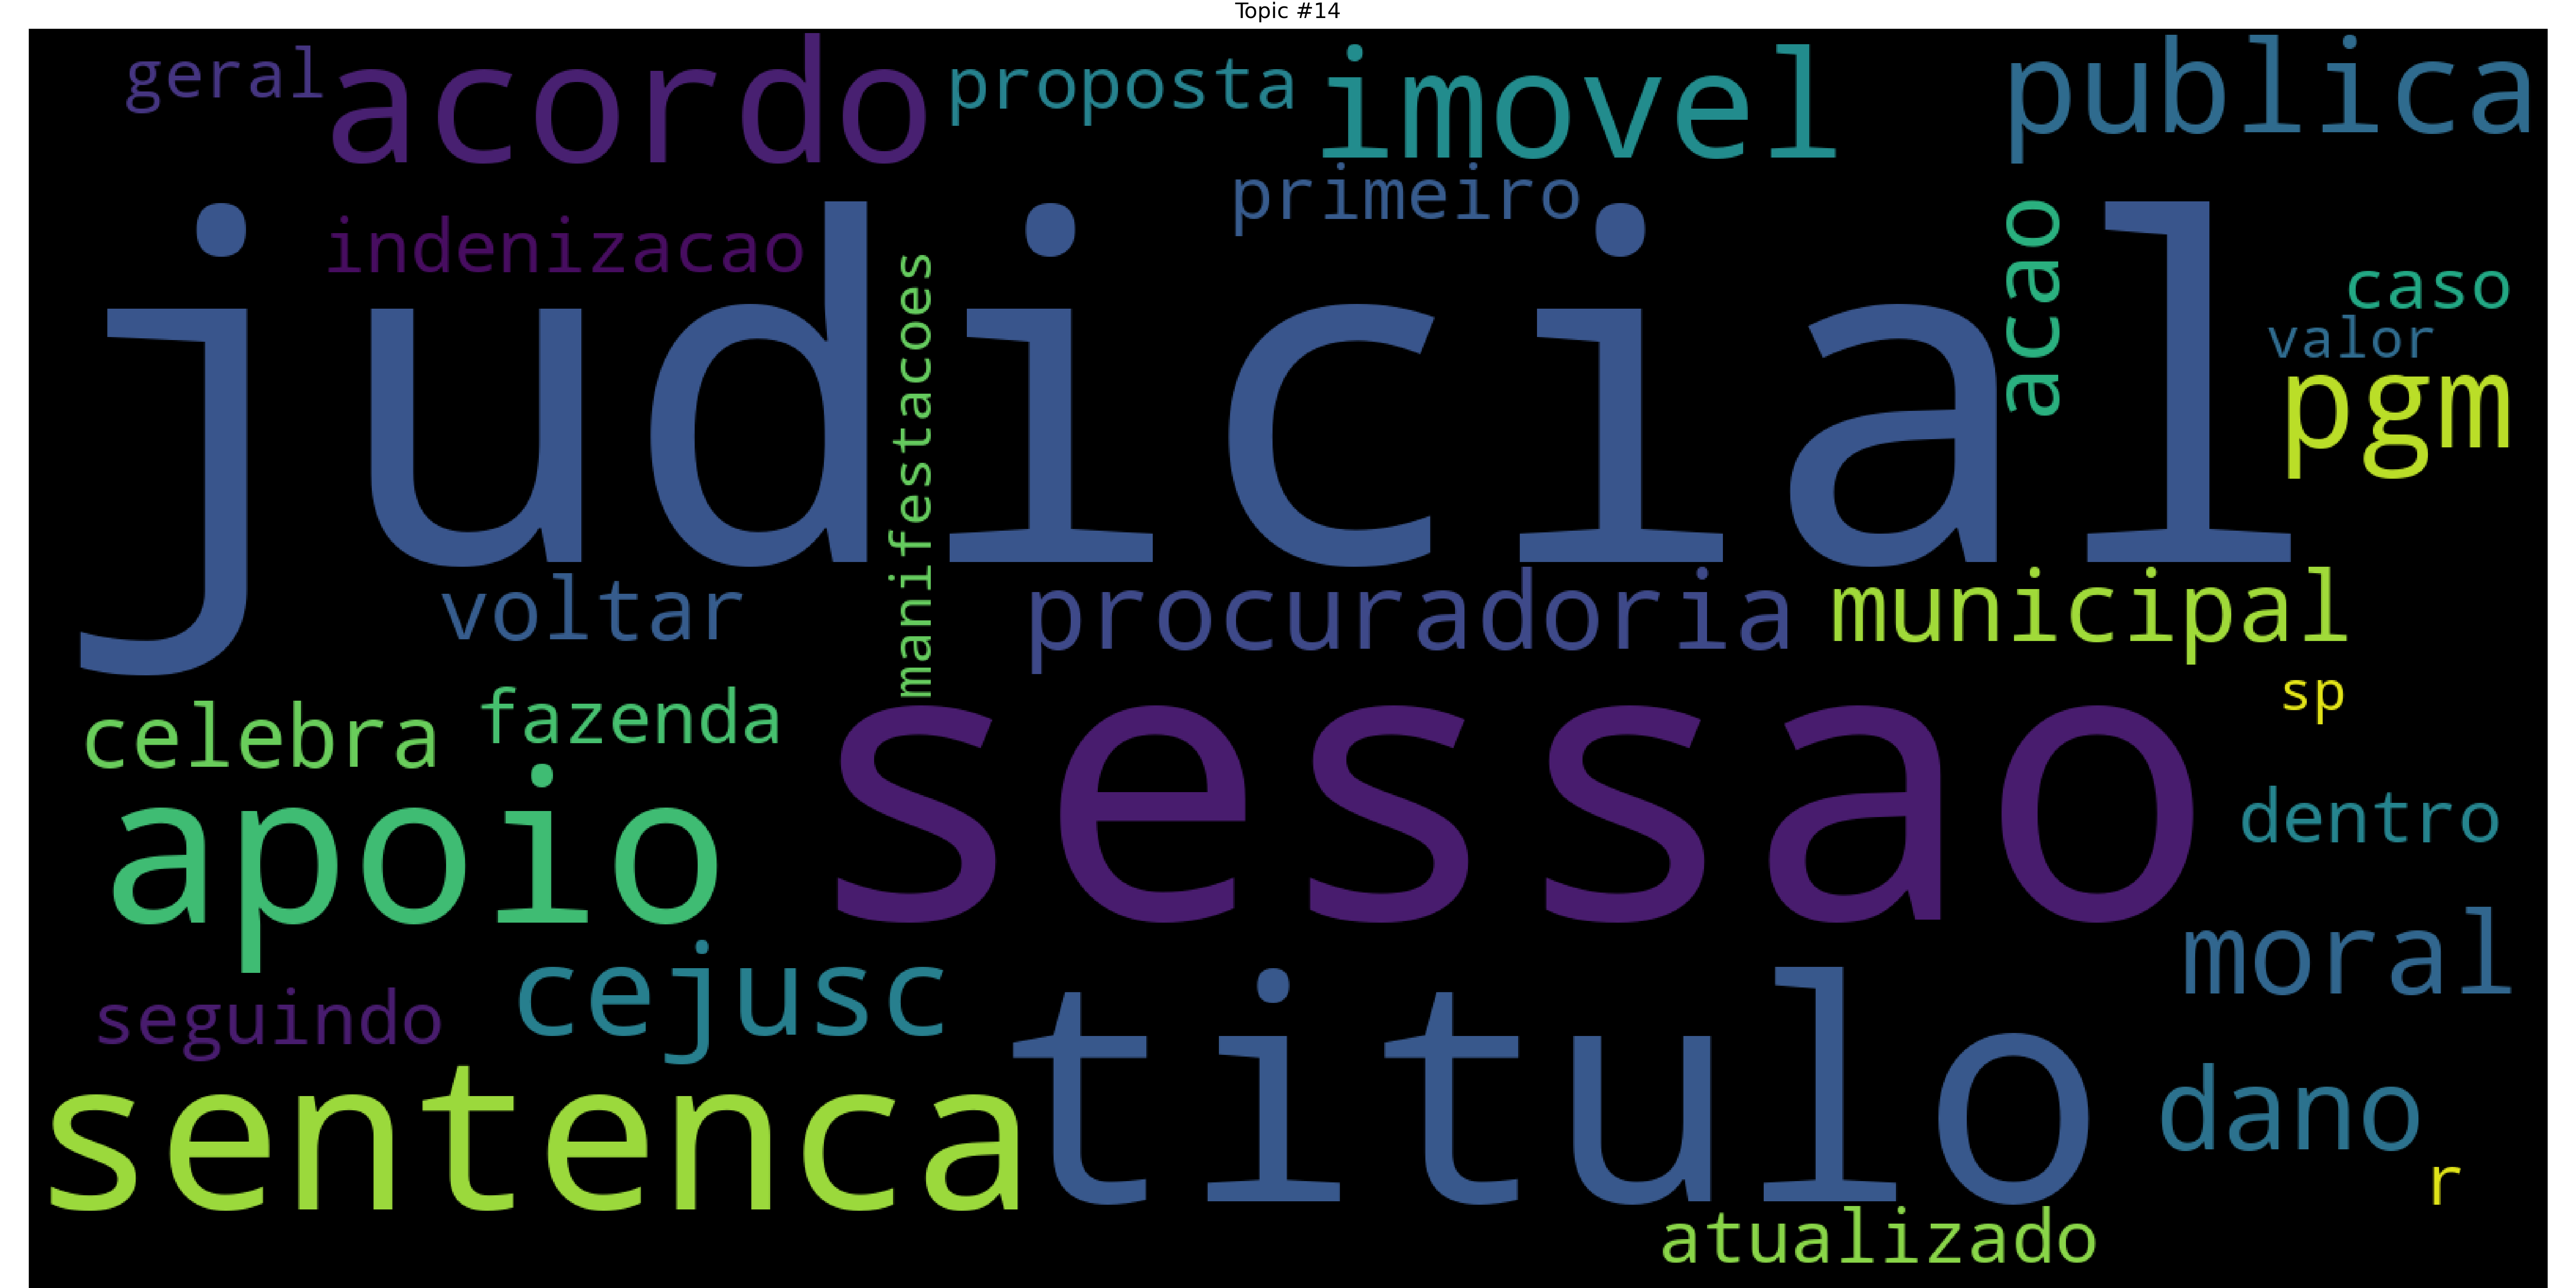 Topic #14
geral
acordo
proposta
imovel
publica
primeiro
indenizacao
judicial
manifestacoes
acao
caso
valor
pgm
voltar
procuradoria
municipal
sp
celebra
fazenda
apoio
sessao
dentro
moral
seguindo
cejusc
titulo
sentenca
dano
r
atualizado